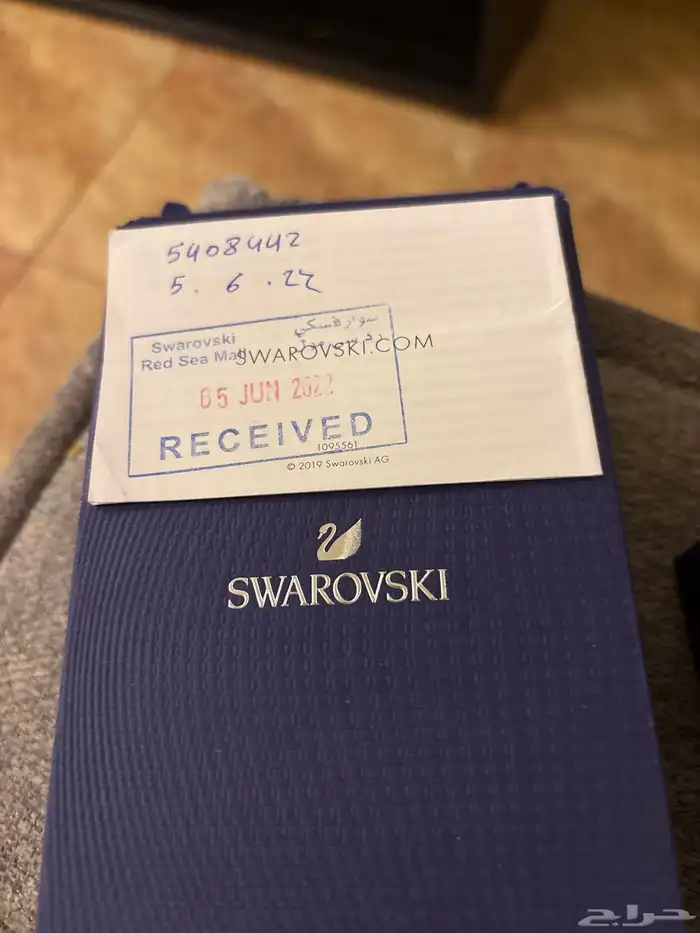 5408442
5. 6 .22
Swarovski سوارفسكي
Red Sea Mall
SWAROVSKI.COM
05 JUN 2022
RECEIVED
1095561
© 2019 Swarovski AG
SWAROVSKI
حراج